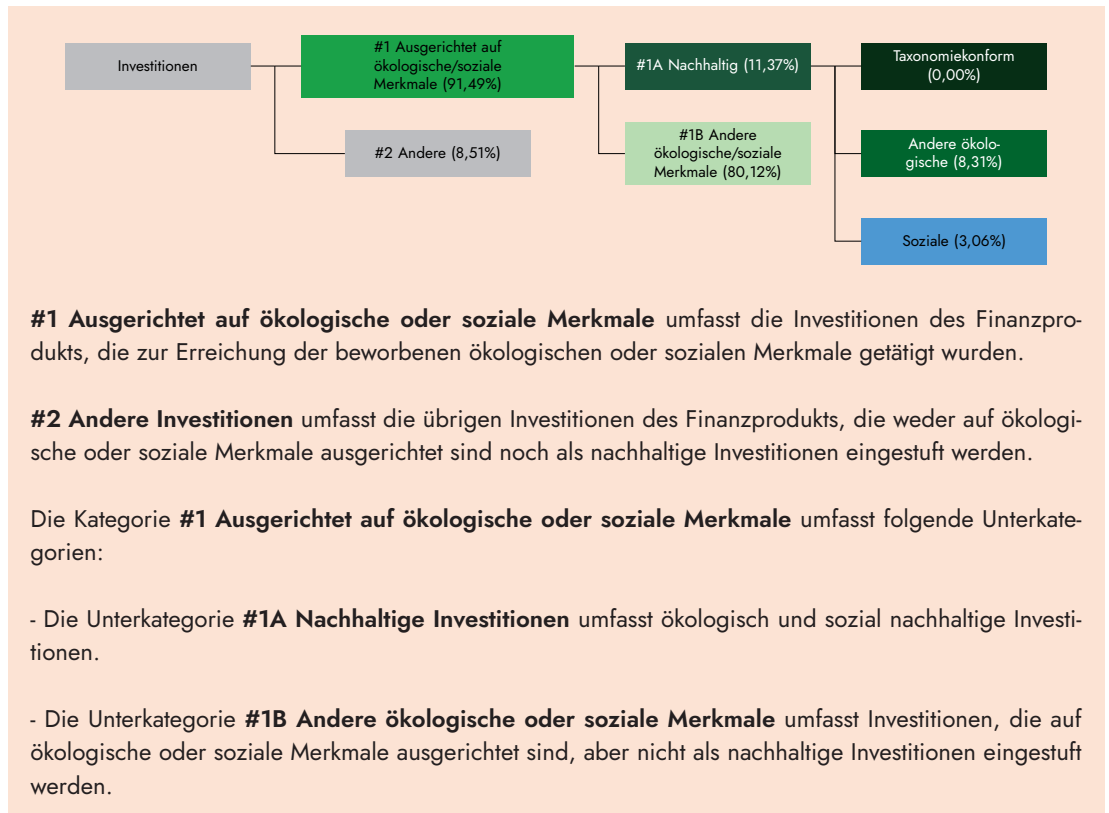 Investitionen
#1 Ausgerichtet auf
ökologische/soziale
Merkmale (91,49%)
#1A Nachhaltig (11,37%)
Taxonomiekonform
(0,00%)
#2 Andere (8,51%)
#1B Andere
ökologische/soziale
Merkmale (80,12%)
Andere ökolo-
gische (8,31%)
Soziale (3,06%)
#1 Ausgerichtet auf ökologische oder soziale Merkmale umfasst die Investitionen des Finanzpro-
dukts, die zur Erreichung der beworbenen ökologischen oder sozialen Merkmale getätigt wurden.
#2 Andere Investitionen umfasst die übrigen Investitionen des Finanzprodukts, die weder auf ökologi-
sche oder soziale Merkmale ausgerichtet sind noch als nachhaltige Investitionen eingestuft werden.
Die Kategorie #1 Ausgerichtet auf ökologische oder soziale Merkmale umfasst folgende Unterkate-
gorien:
- Die Unterkategorie #1A Nachhaltige Investitionen umfasst ökologisch und sozial nachhaltige Investi-
tionen.
- Die Unterkategorie #1B Andere ökologische oder soziale Merkmale umfasst Investitionen, die auf
ökologische oder soziale Merkmale ausgerichtet sind, aber nicht als nachhaltige Investitionen eingestuft
werden.